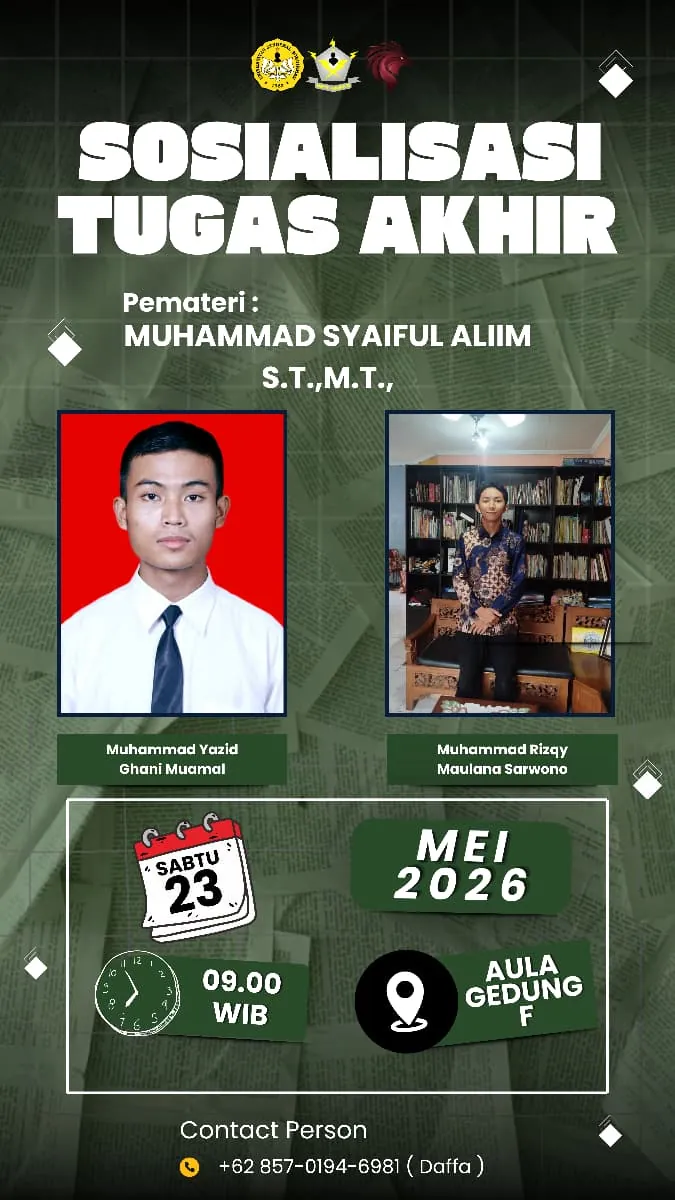 SOSIALISASI
TUGAS AKHIR
Pemateri :
MUHAMMAD SYAIFUL ALIIM
S.T.,M.T.,
Muhammad Yazid
Ghani Muamal
Muhammad Rizqy
Maulana Sarwono
SABTU
23
MEI
2026
09.00
WIB
AULA
GEDUNG
F
Contact Person
+62 857-0194-6981 ( Daffa )